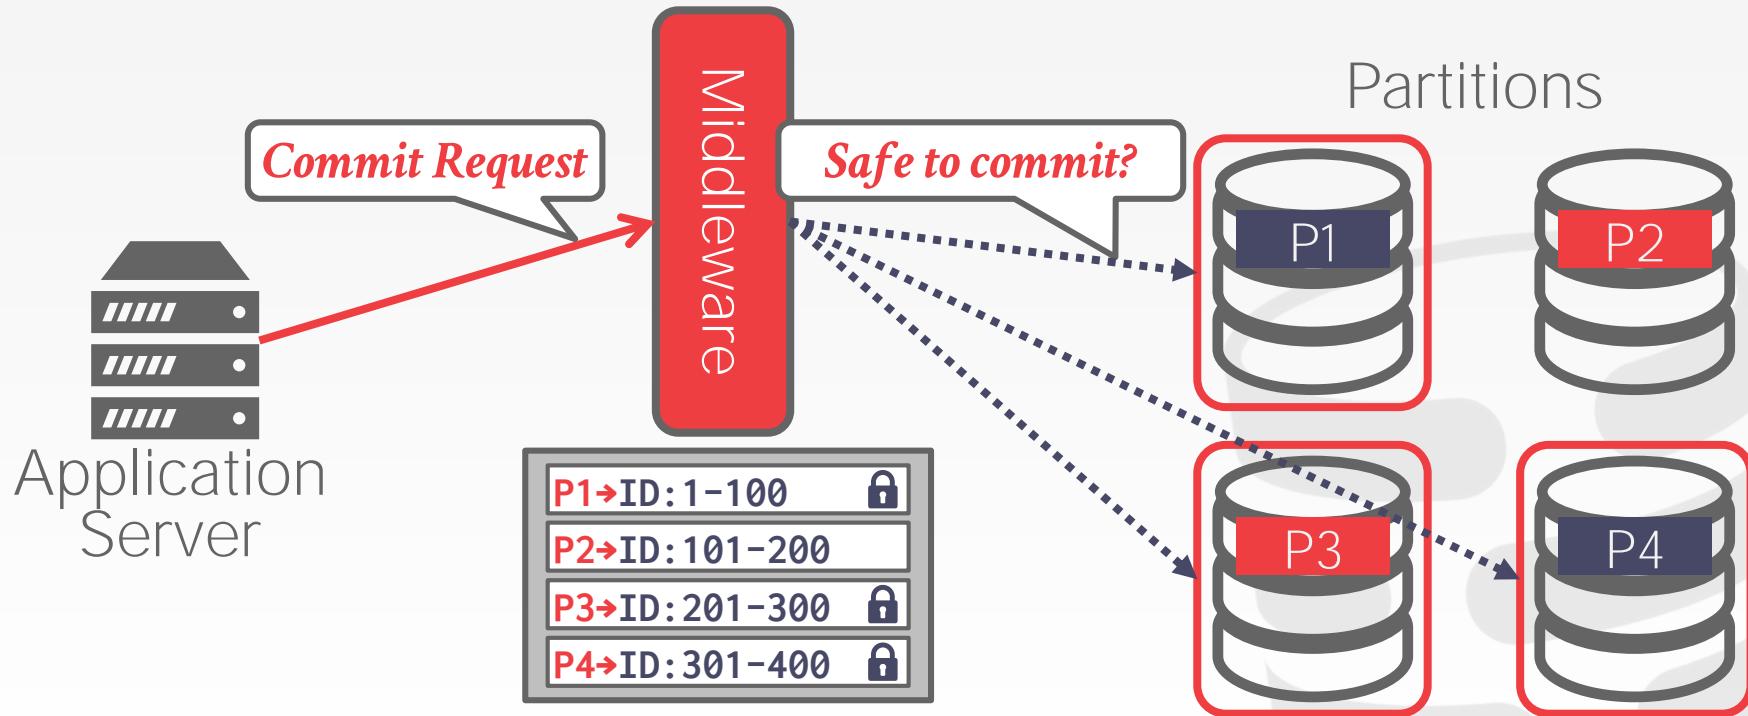 Partitions
Commit Request
Middleware
Safe to commit?
P1
P2
Application
Server
P1→ID:1-100
P2→ID:101-200
P3→ID:201-300
P4→ID:301-400
P3
P4